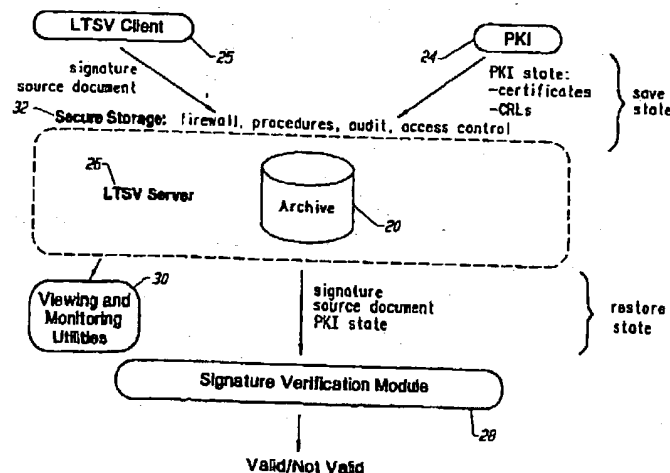 LTSV Client
25
24
PKI
signature
source document
PKI state:
-certificates
-CRLs
save
state
32
Secure Storage: firewall, procedures, audit, access control
26
LTSV Server
Archive
20
30
Viewing and
Monitoring
Utilities
signature
source document
PKI state
restore
state
Signature Verification Module
28
Valid/Not Valid